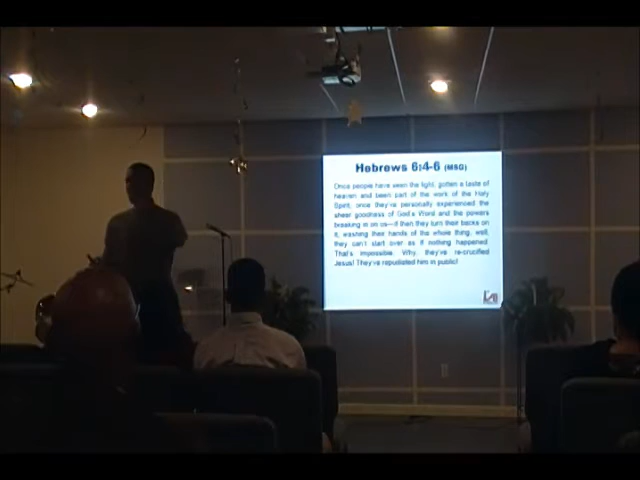 Hebrews 6:4-6 (MSG)
Once people have seen the light, gotten a taste of
heaven and been part of the work of the Holy
Spirit, once they've personally experienced the
sheer goodness of God's Word and the powers
breaking in on us—if then they turn their backs on
it, washing their hands of the whole thing, well,
they can't start over as if nothing happened.
That's impossible. Why, they've re-crucified
Jesus! They've repudiated him in public!